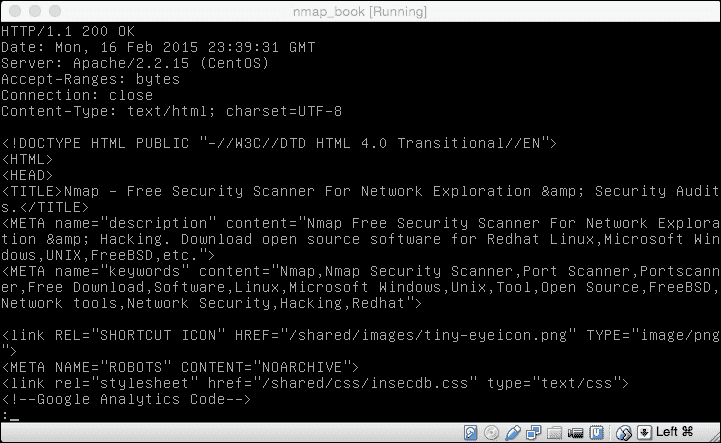 nmap_book [Running]
HTTP/1.1 200 OK
Date: Mon, 16 Feb 2015 23:39:31 GMT
Server: Apache/2.2.15 (CentOS)
Accept-Ranges: bytes
Connection: close
Content-Type: text/html; charset=UTF-8
<!DOCTYPE HTML PUBLIC "-//W3C//DTD HTML 4.0 Transitional//EN">
<HTML>
<HEAD>
<TITLE>Nmap - Free Security Scanner For Network Exploration &amp; Security Audit
s.</TITLE>
<META name="description" content="Nmap Free Security Scanner For Network Explora
tion &amp; Hacking. Download open source software for Redhat Linux,Microsoft Win
dows,UNIX,FreeBSD,etc.">
<META name="keywords" content="Nmap,Nmap Security Scanner,Port Scanner,Portscann
er,Free Download,Software,Linux,Microsoft Windows,Unix,Tool,Open Source,FreeBSD,
Network tools,Network Security,Hacking,Redhat">
<link REL="SHORTCUT ICON" HREF="/shared/images/tiny-eyeicon.png" TYPE="image/png
">
<META NAME="ROBOTS" CONTENT="NOARCHIVE">
<link rel="stylesheet" href="/shared/css/insecdb.css" type="text/css">
<!--Google Analytics Code-->
:_
Left ⌘